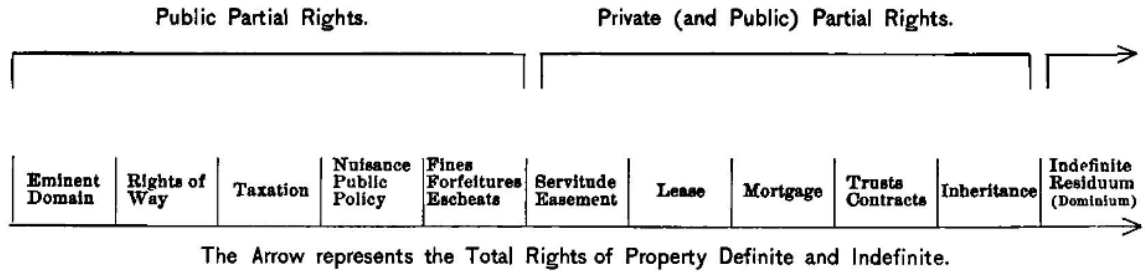 Public Partial Rights.
Private (and Public) Partial Rights.
Eminent
Domain
Rights of
Way
Taxation
Nuisance
Public
Policy
Fines
Forfeitures
Escheats
Servitude
Easement
Lease
Mortgage
Trusts
Contracts
Inheritance
Indefinite
Residuum
(Dominium)
The Arrow represents the Total Rights of Property Definite and Indefinite.